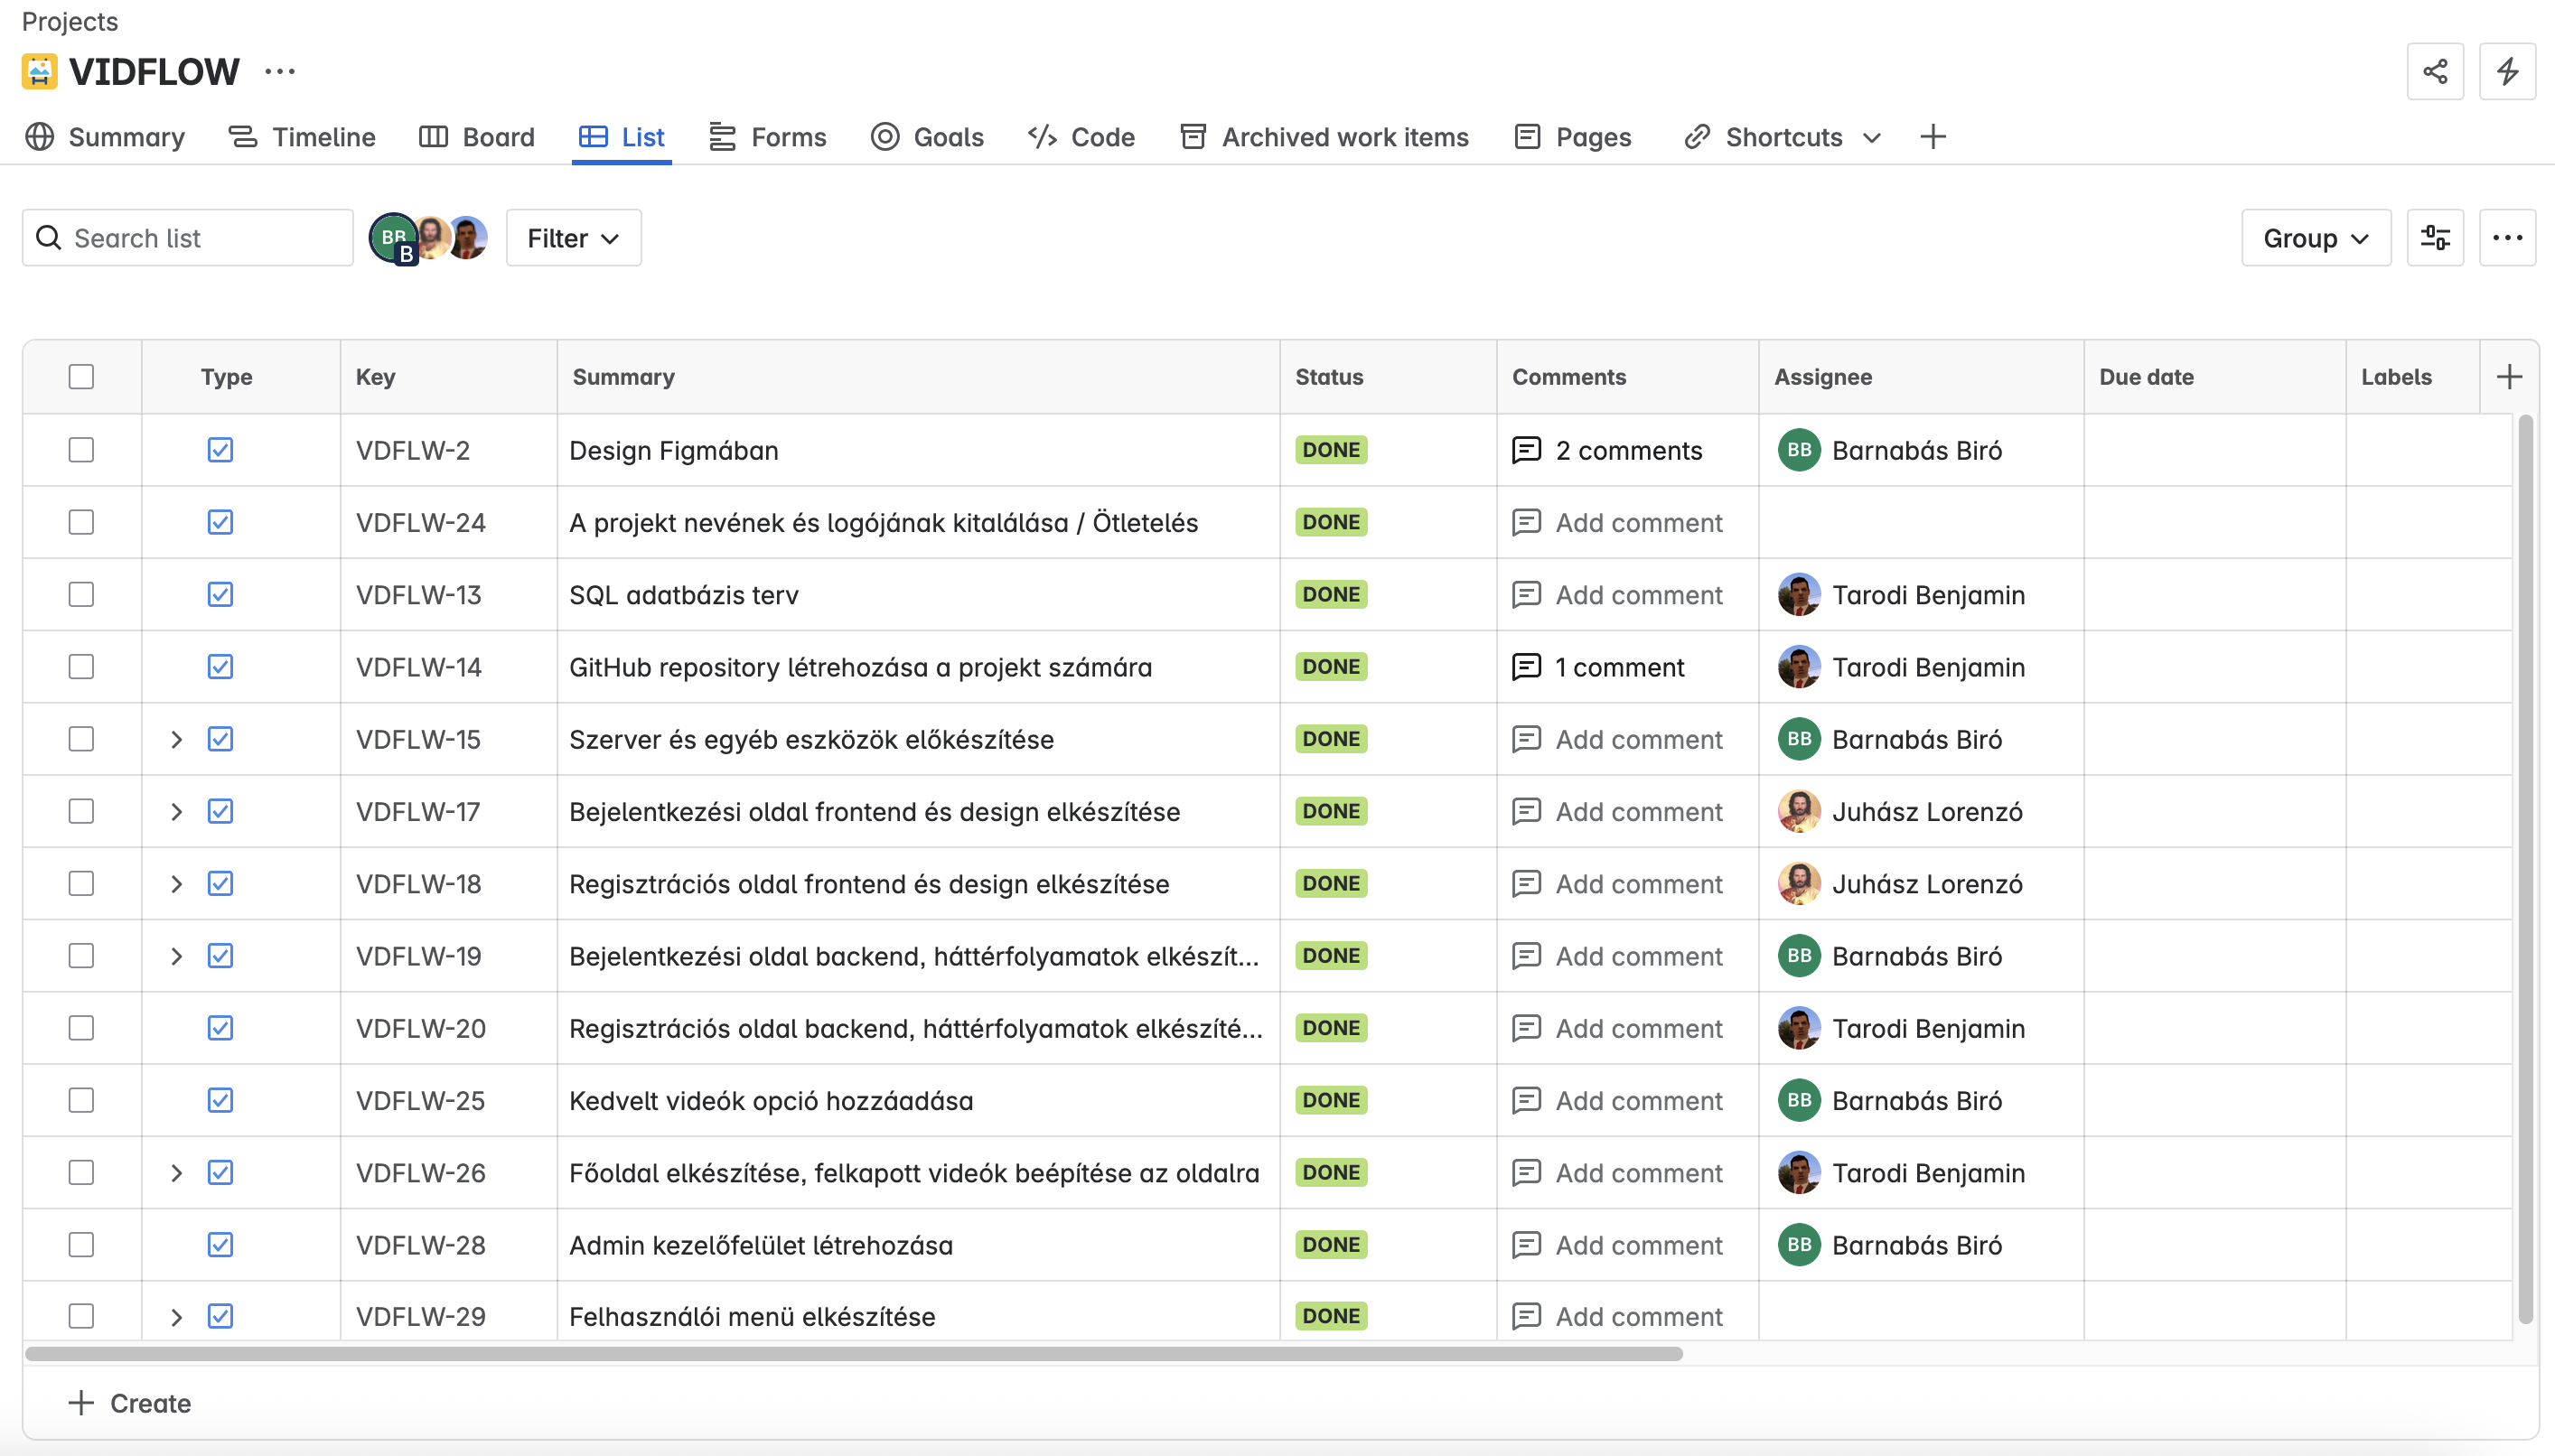 Projects
VIDFLOW
Summary Timeline Board List Forms Goals Code Archived work items Pages Shortcuts
Search list BB B Filter Group
Type Key Summary Status Comments Assignee Due date Labels
VDFLW-2 Design Figmában DONE 2 comments BB Barnabás Biró
VDFLW-24 A projekt nevének és logójának kitalálása / Ötletelés DONE Add comment
VDFLW-13 SQL adatbázis terv DONE Add comment Tarodi Benjamin
VDFLW-14 GitHub repository létrehozása a projekt számára DONE 1 comment Tarodi Benjamin
VDFLW-15 Szerver és egyéb eszközök előkészítése DONE Add comment BB Barnabás Biró
VDFLW-17 Bejelentkezési oldal frontend és design elkészítése DONE Add comment Juhász Lorenzó
VDFLW-18 Regisztrációs oldal frontend és design elkészítése DONE Add comment Juhász Lorenzó
VDFLW-19 Bejelentkezési oldal backend, háttérfolyamatok elkészít... DONE Add comment BB Barnabás Biró
VDFLW-20 Regisztrációs oldal backend, háttérfolyamatok elkészíté... DONE Add comment Tarodi Benjamin
VDFLW-25 Kedvelt videók opció hozzáadása DONE Add comment BB Barnabás Biró
VDFLW-26 Főoldal elkészítése, felkapott videók beépítése az oldalra DONE Add comment Tarodi Benjamin
VDFLW-28 Admin kezelőfelület létrehozása DONE Add comment BB Barnabás Biró
VDFLW-29 Felhasználói menü elkészítése DONE Add comment
Create